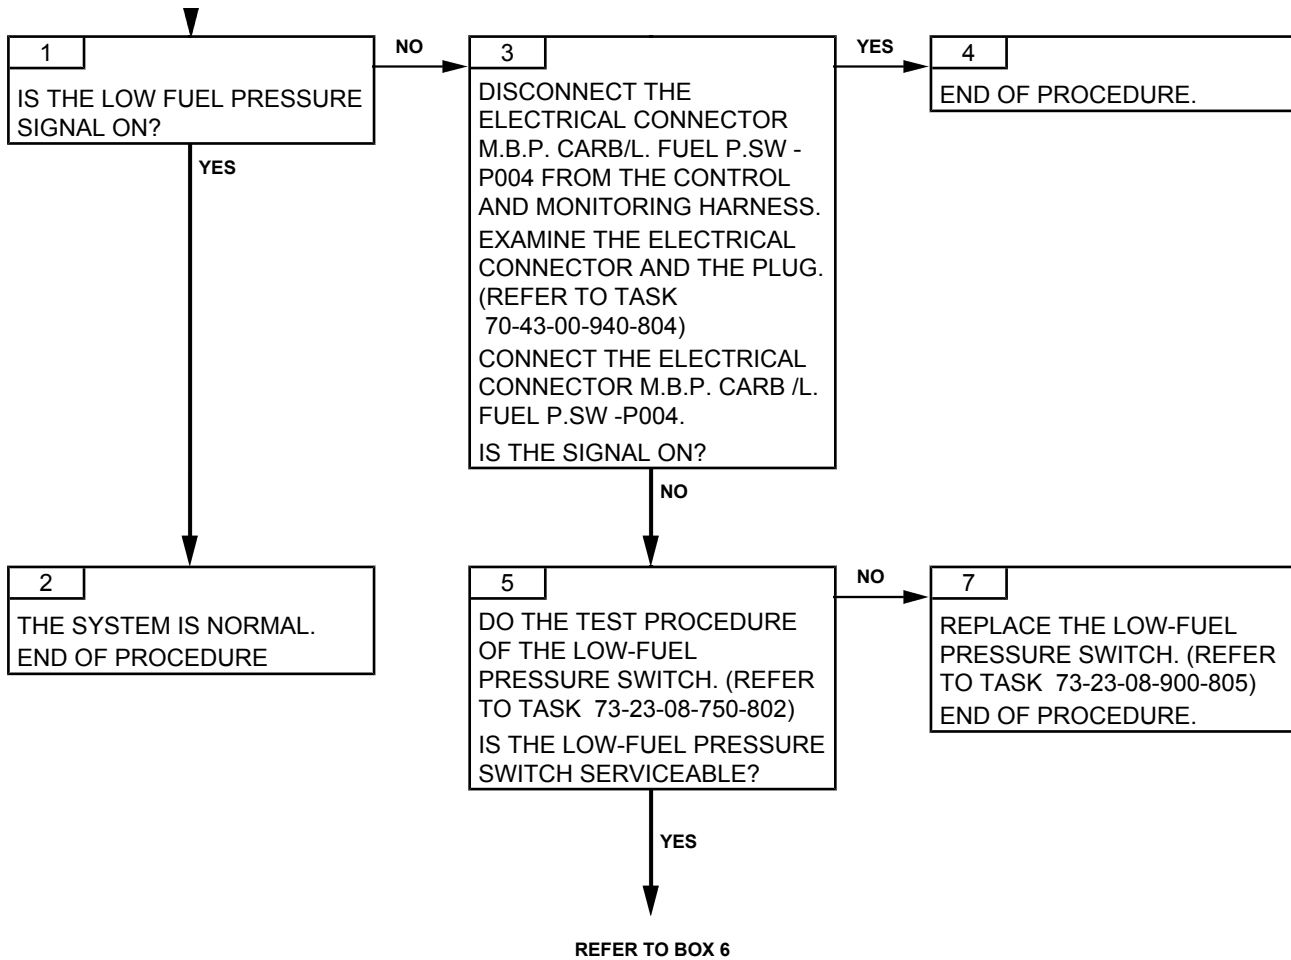 1
IS THE LOW FUEL PRESSURE
SIGNAL ON?
NO
YES
3
DISCONNECT THE
ELECTRICAL CONNECTOR
M.B.P. CARB/L. FUEL P.SW -
P004 FROM THE CONTROL
AND MONITORING HARNESS.
EXAMINE THE ELECTRICAL
CONNECTOR AND THE PLUG.
(REFER TO TASK
70-43-00-940-804)
CONNECT THE ELECTRICAL
CONNECTOR M.B.P. CARB /L.
FUEL P.SW -P004.
IS THE SIGNAL ON?
YES
NO
4
END OF PROCEDURE.
2
THE SYSTEM IS NORMAL.
END OF PROCEDURE
5
DO THE TEST PROCEDURE
OF THE LOW-FUEL
PRESSURE SWITCH. (REFER
TO TASK 73-23-08-750-802)
IS THE LOW-FUEL PRESSURE
SWITCH SERVICEABLE?
NO
YES
7
REPLACE THE LOW-FUEL
PRESSURE SWITCH. (REFER
TO TASK 73-23-08-900-805)
END OF PROCEDURE.
REFER TO BOX 6